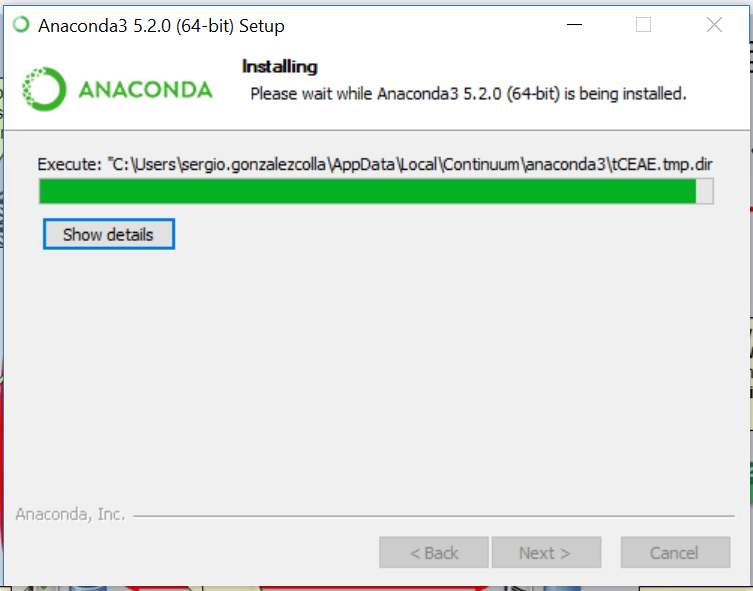 Anaconda3 5.2.0 (64-bit) Setup
ANACONDA
Installing
Please wait while Anaconda3 5.2.0 (64-bit) is being installed.
Execute: "C:\Users\sergio.gonzalezcolla\AppData\Local\Continuum\anaconda3\tCEAE.tmp.dir
Show details
Anaconda, Inc.
< Back
Next >
Cancel